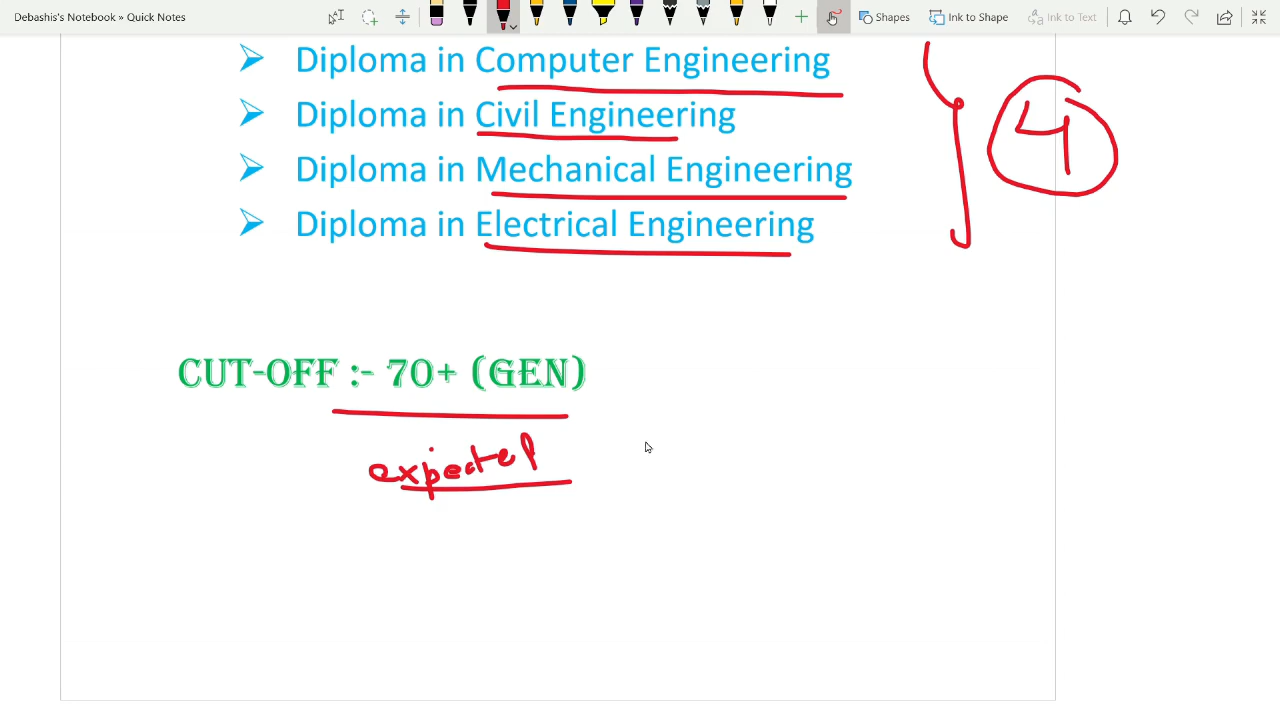 Debashis's Notebook » Quick Notes
Shapes
Ink to Shape
Ink to Text
➤ Diploma in Computer Engineering
➤ Diploma in Civil Engineering
➤ Diploma in Mechanical Engineering
➤ Diploma in Electrical Engineering
4
CUT-OFF :- 70+ (GEN)
expected